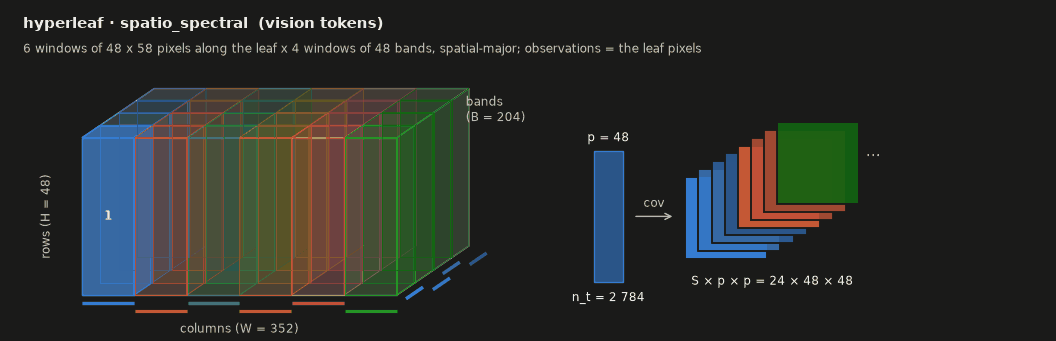 hyperleaf · spatio_spectral (vision tokens)
6 windows of 48 x 58 pixels along the leaf x 4 windows of 48 bands, spatial-major; observations = the leaf pixels
bands
(B = 204)
rows (H = 48)
1
columns (W = 352)
p = 48
n_t = 2 784
cov
...
S × p × p = 24 × 48 × 48